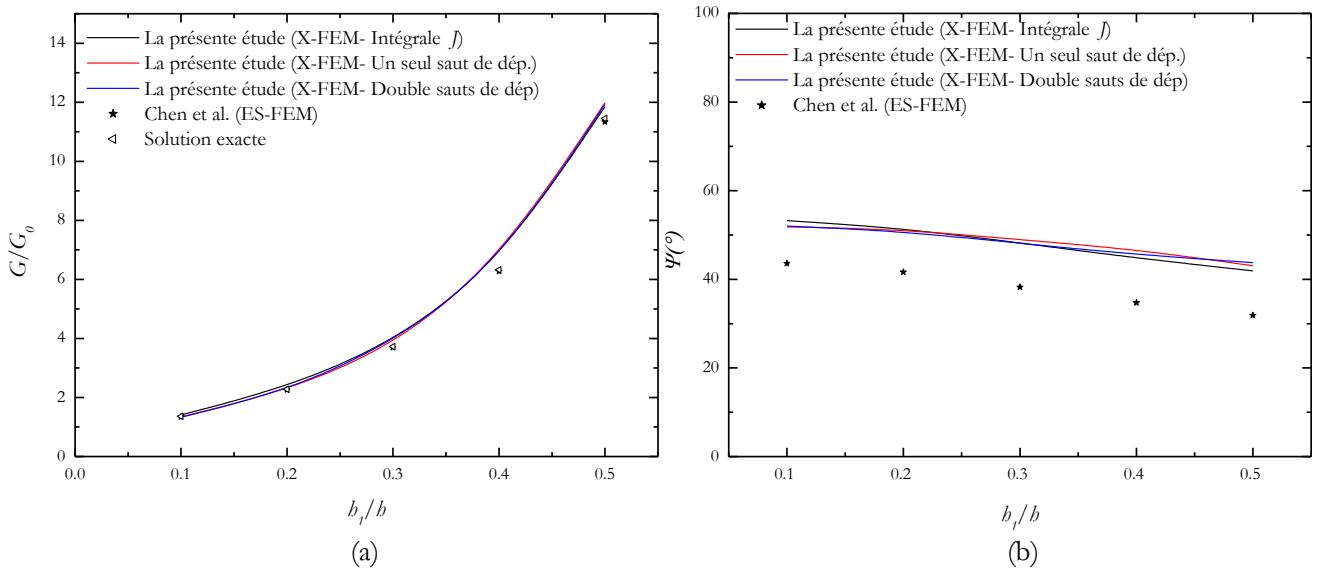 14
12
10
8
6
4
2
0
G/G0
La présente étude (X-FEM- Intégrale J)
La présente étude (X-FEM- Un seul saut de dép.)
La présente étude (X-FEM- Double sauts de dép)
Chen et al. (ES-FEM)
Solution exacte
0.0 0.1 0.2 0.3 0.4 0.5
h1/h
(a)
100
80
60
40
20
0
Ψ(°)
La présente étude (X-FEM- Intégrale J)
La présente étude (X-FEM- Un seul saut de dép.)
La présente étude (X-FEM- Double sauts de dép)
Chen et al. (ES-FEM)
0.1 0.2 0.3 0.4 0.5
h1/h
(b)